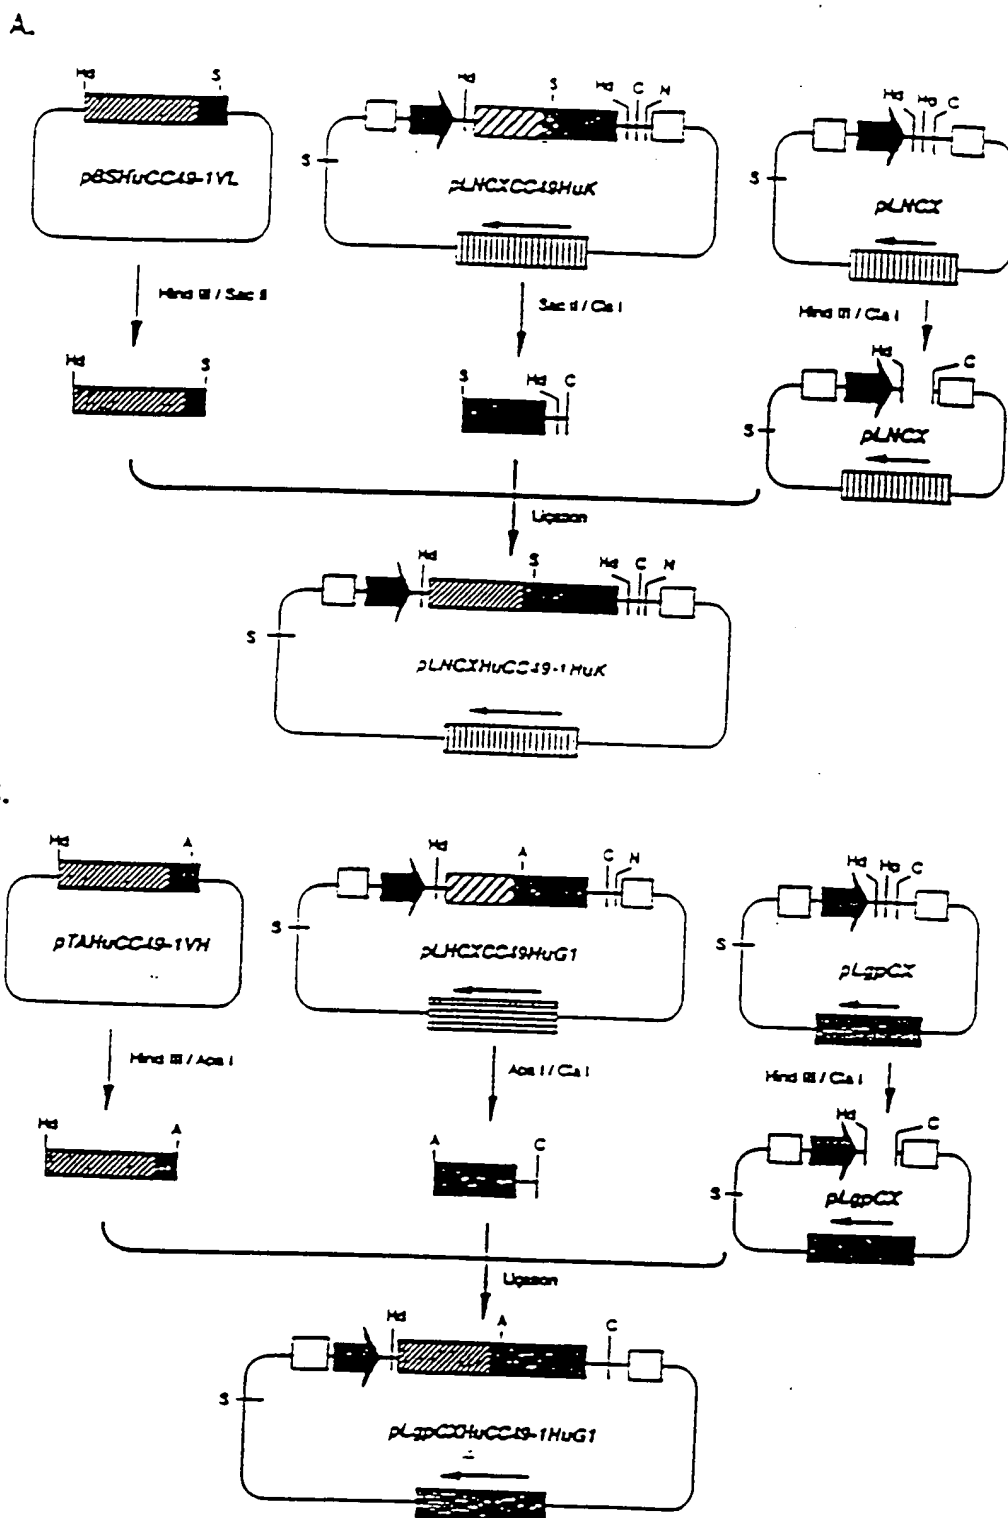 A.
Hd S
Hd S Hd C N
Hd Hp C
S
S
pBSHuCC49-1VL
pLNCXCC49HuK
pLNCX
Hind III / Sac II
Sac II / Cla I
Hind III / Cla I
Hd S
S Hd C
Hd C
S
pLNCX
Ligation
Hd S Hd C N
S
pLNCXHuCC49-1HuK
Hd A
Hd A C N
Hd Hp C
S
S
pTAHuCC49-1VH
pLHCXCC49HuG1
pLgpCX
Hind III / Apa I
Apa I / Cla I
Hind III / Cla I
Hd A
A C
Hd C
S
pLgpCX
Ligation
Hd A C
S
pLgpCXHuCC49-1HuG1